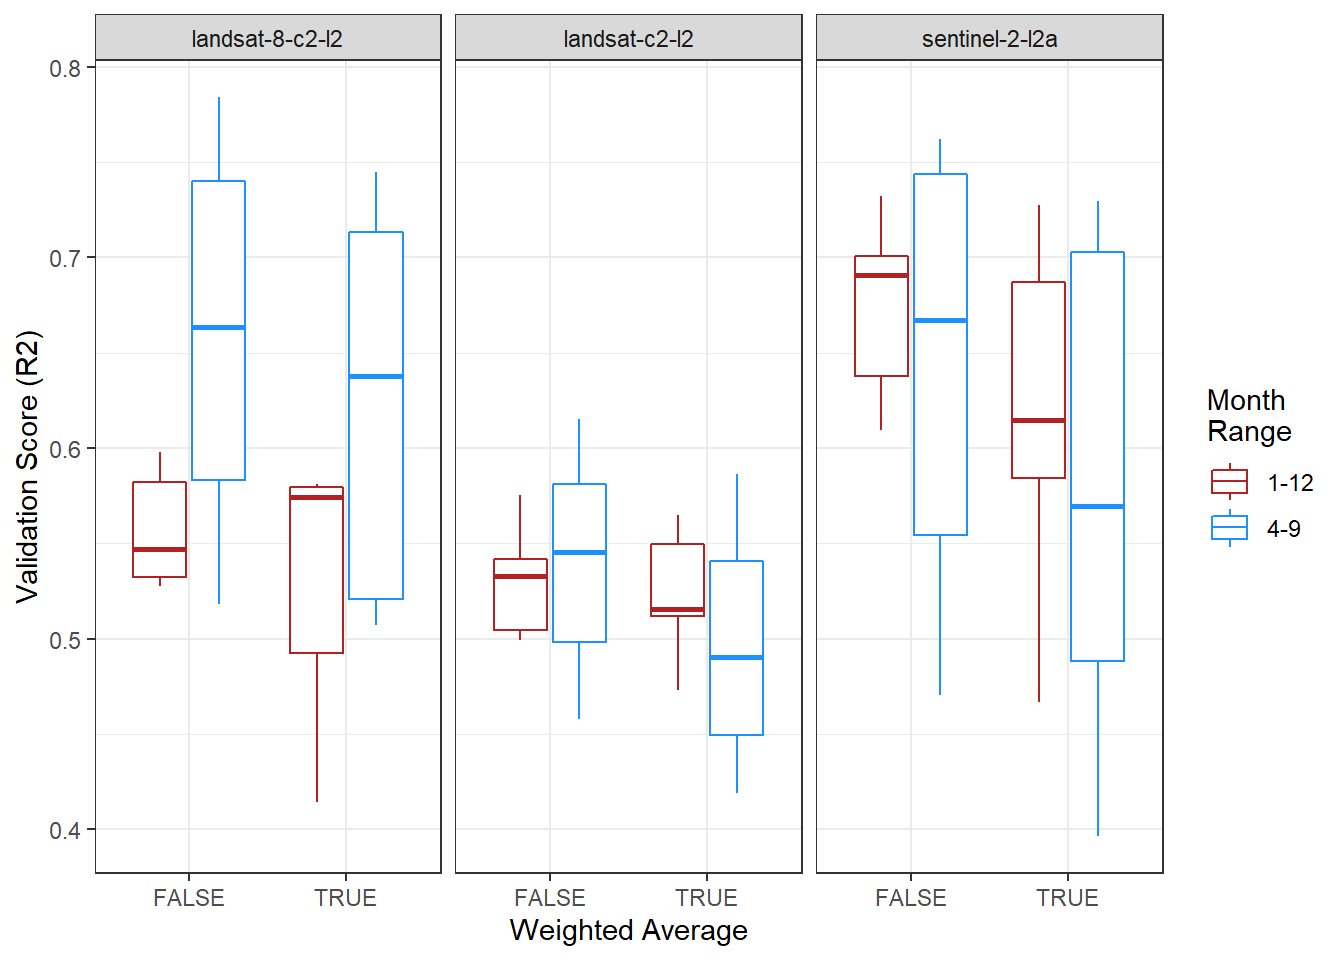 landsat-8-c2-l2
landsat-c2-l2
sentinel-2-l2a
0.8
0.7
0.6
0.5
0.4
Validation Score (R2)
FALSE
TRUE
FALSE
TRUE
FALSE
TRUE
Weighted Average
Month
Range
1-12
4-9